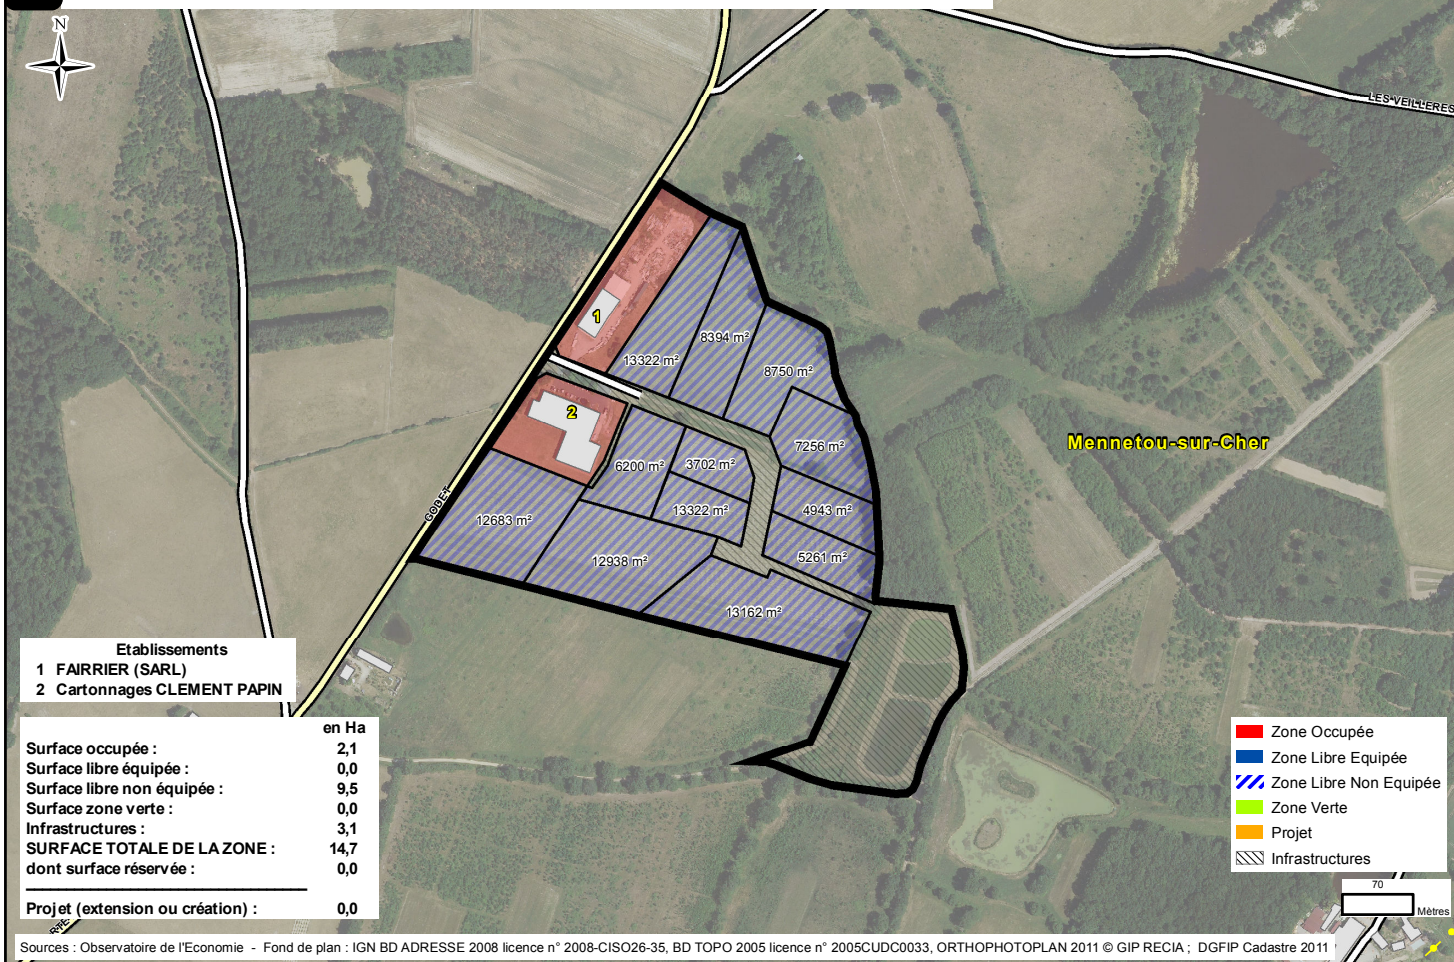 N
LES VEILLERES
13322 m²
8394 m²
8750 m²
7256 m²
6200 m²
3702 m²
13322 m²
4943 m²
5261 m²
12683 m²
12938 m²
13162 m²
1
2
GODET
Mennetou-sur-Cher
Etablissements
1 FAIRRIER (SARL)
2 Cartonnages CLEMENT PAPIN
en Ha
Surface occupée : 2,1
Surface libre équipée : 0,0
Surface libre non équipée : 9,5
Surface zone verte : 0,0
Infrastructures : 3,1
SURFACE TOTALE DE LA ZONE : 14,7
dont surface réservée : 0,0
Projet (extension ou création) : 0,0
Zone Occupée
Zone Libre Equipée
Zone Libre Non Equipée
Zone Verte
Projet
Infrastructures
70
Mètres
Sources : Observatoire de l'Economie - Fond de plan : IGN BD ADRESSE 2008 licence n° 2008-CISO26-35, BD TOPO 2005 licence n° 2005CUDC0033, ORTHOPHOTOPLAN 2011 © GIP RECIA ; DGFIP Cadastre 2011